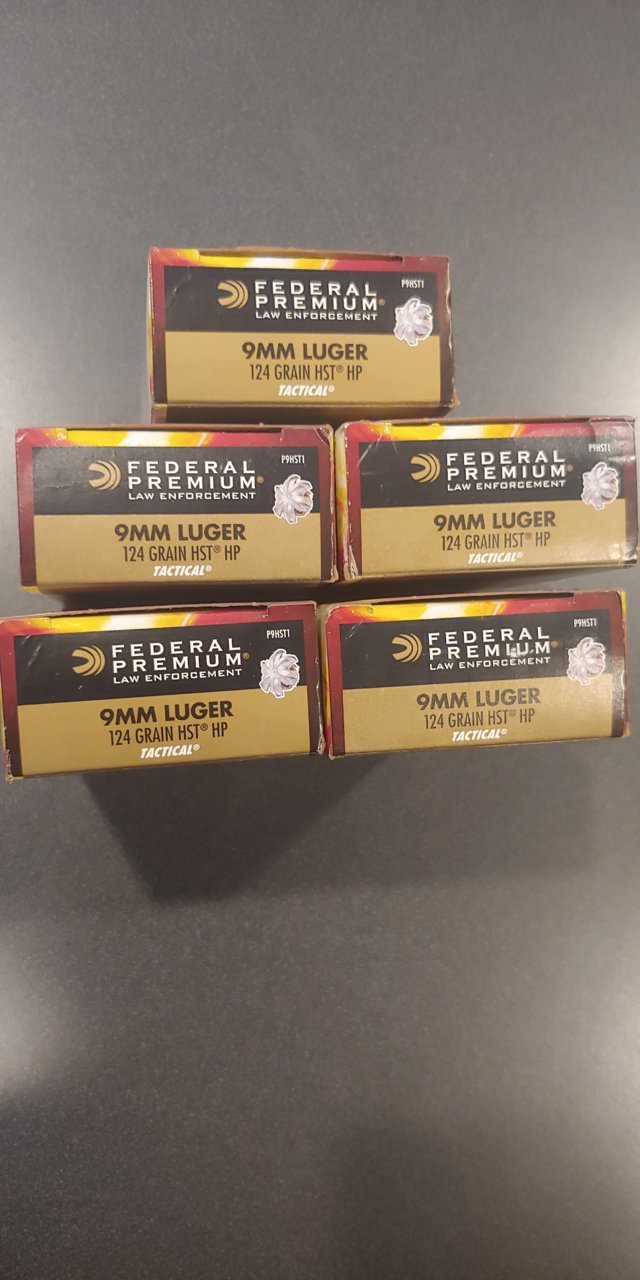 FEDERAL
PREMIUM®
LAW ENFORCEMENT
P9HST1
9MM LUGER
124 GRAIN HST® HP
TACTICAL®
FEDERAL
PREMIUM®
LAW ENFORCEMENT
P9HST1
9MM LUGER
124 GRAIN HST® HP
TACTICAL®
FEDERAL
PREMIUM®
LAW ENFORCEMENT
P9HST1
9MM LUGER
124 GRAIN HST® HP
TACTICAL®
FEDERAL
PREMIUM®
LAW ENFORCEMENT
P9HST1
9MM LUGER
124 GRAIN HST® HP
TACTICAL®
FEDERAL
PREMIUM®
LAW ENFORCEMENT
P9HST1
9MM LUGER
124 GRAIN HST® HP
TACTICAL®